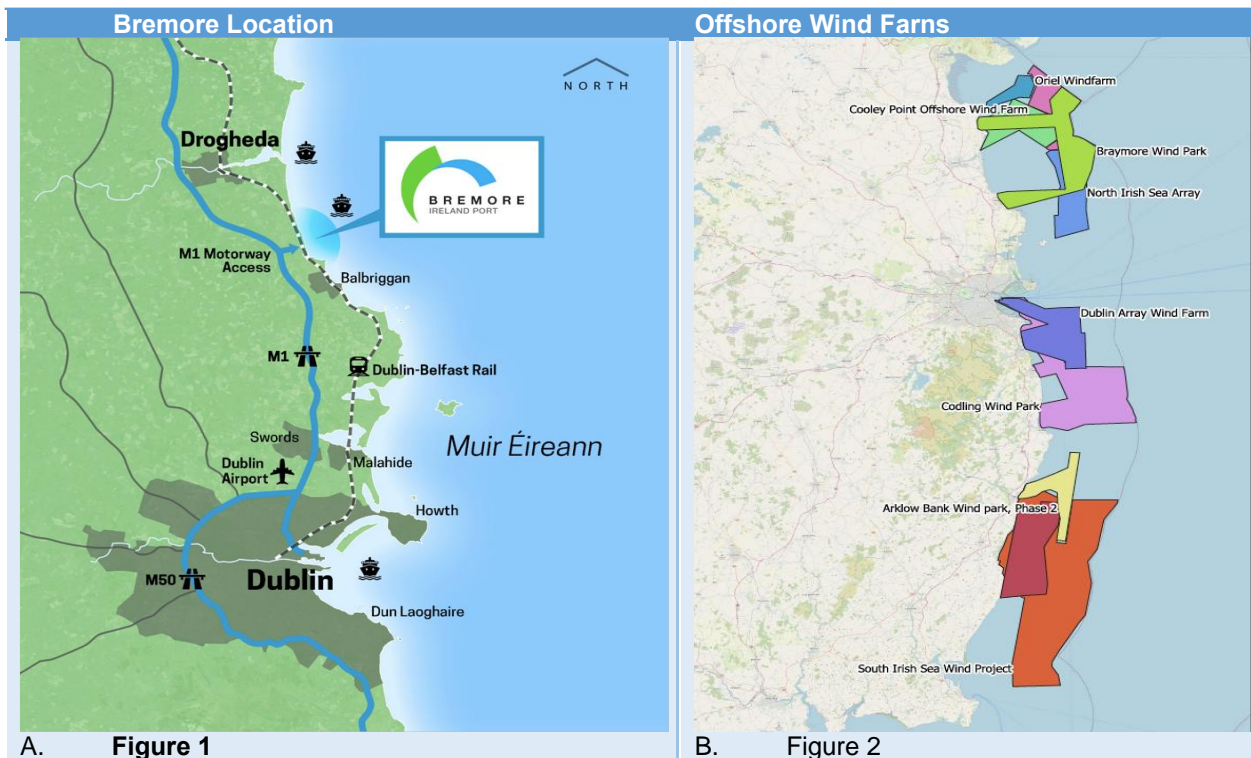 Bremore Location
Offshore Wind Farns
NORTH
Drogheda
BREMORE
IRELAND PORT
M1 Motorway
Access
Balbriggan
M1
Dublin-Belfast Rail
Swords
Muir Éireann
Malahide
Dublin
Airport
Howth
M50
Dublin
Dun Laoghaire
Oriel Windfarm
Cooley Point Offshore Wind Farm
Braymore Wind Park
North Irish Sea Array
Dublin Array Wind Farm
Codling Wind Park
Arklow Bank Wind park, Phase 2
South Irish Sea Wind Project
A. Figure 1
B. Figure 2